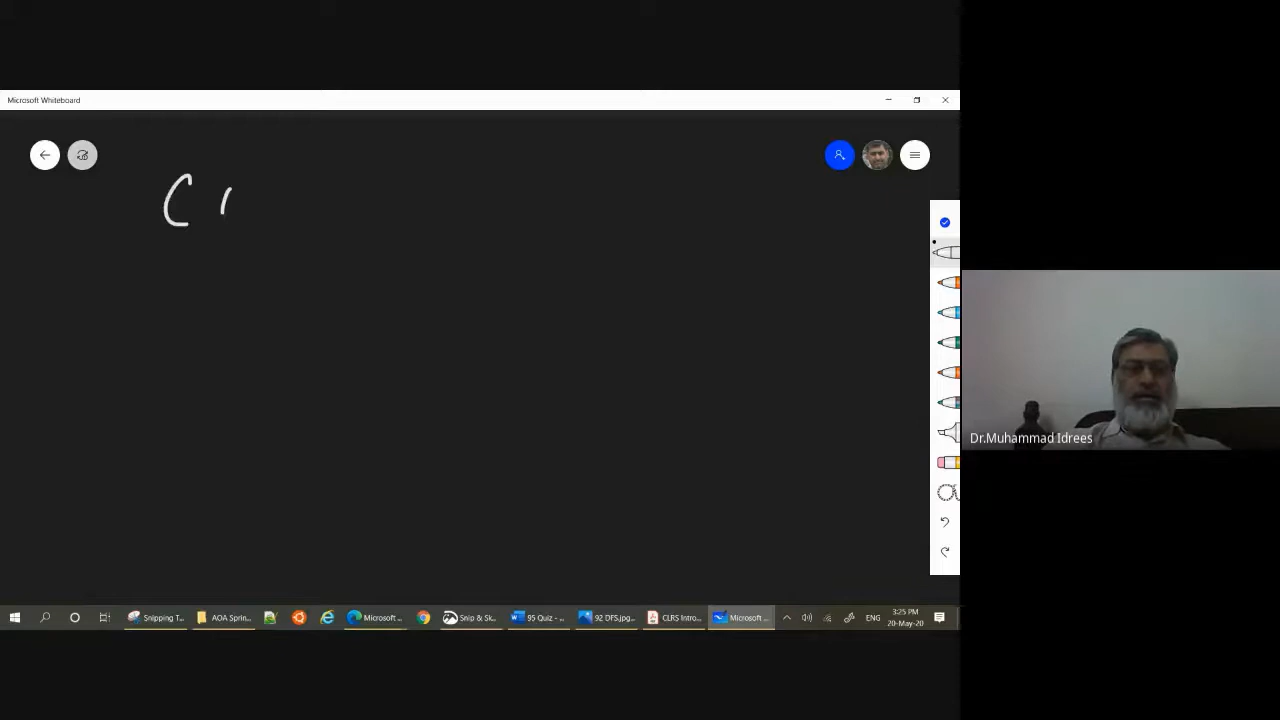 Microsoft Whiteboard
C
Dr.Muhammad Idrees
Snipping T... AOA Sprin... Microsoft ... Snip & Sk... 95 Quiz - ... 92 DFS.jpg... CLRS Intro... Microsoft ... ENG 3:25 PM
20-May-20